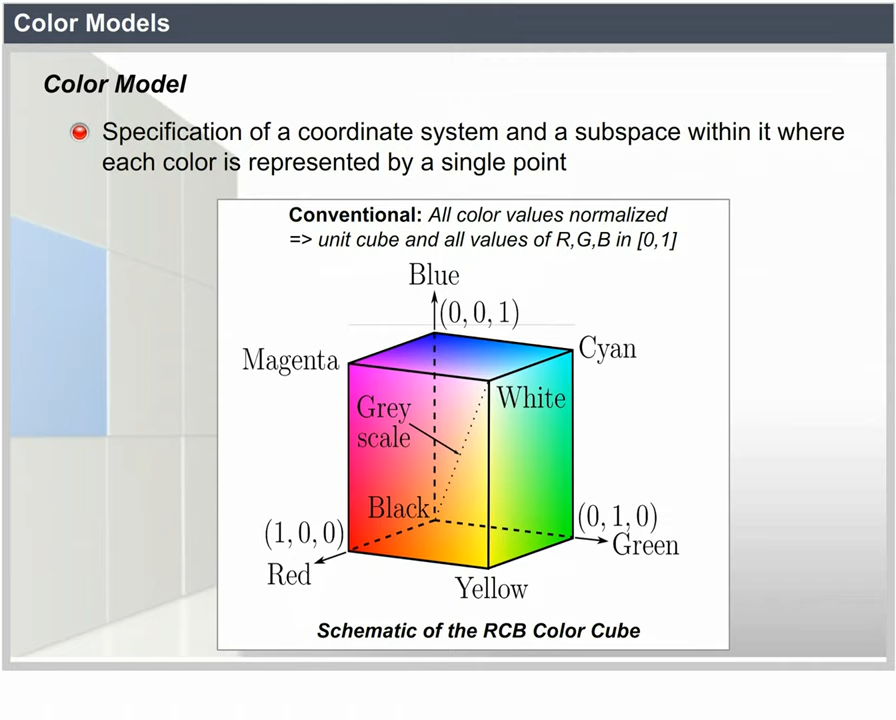 Color Models
Color Model
Specification of a coordinate system and a subspace within it where
each color is represented by a single point
Conventional: All color values normalized
=> unit cube and all values of R,G,B in [0,1]
Blue
(0, 0, 1)
Magenta
Cyan
White
Grey
scale
Black
(1, 0, 0)
(0, 1, 0)
Red
Green
Yellow
Schematic of the RCB Color Cube